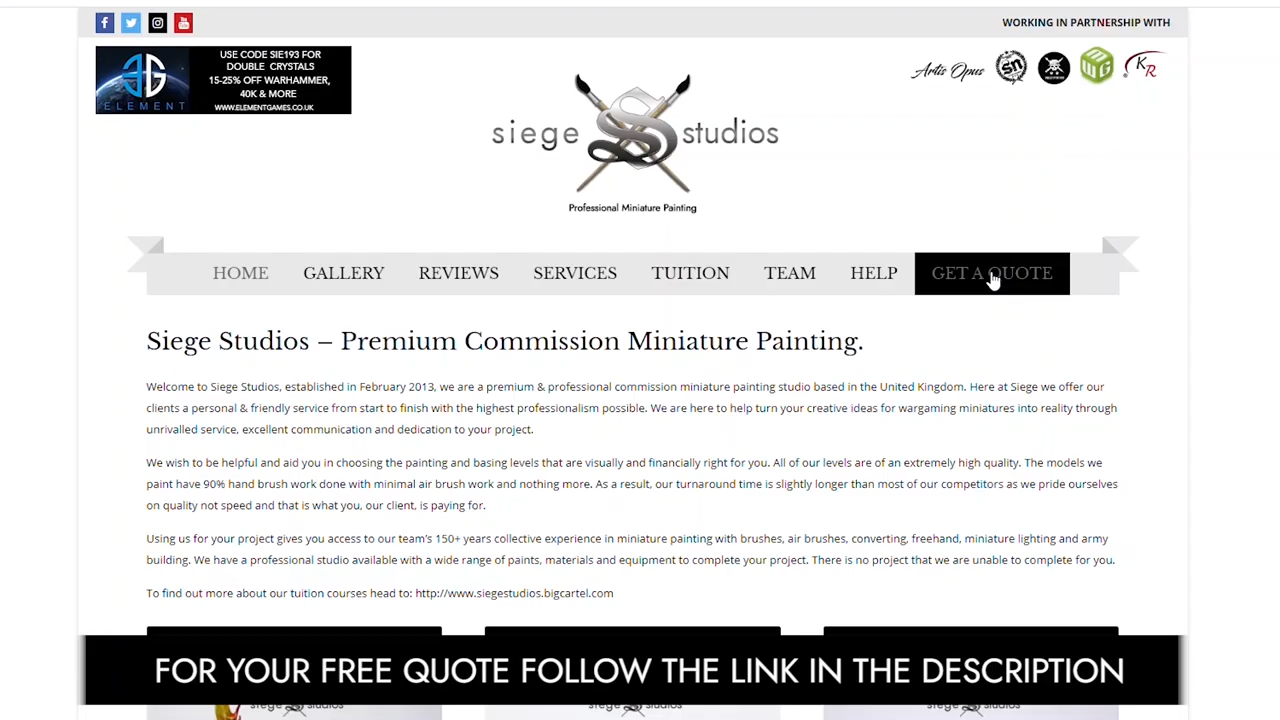 WORKING IN PARTNERSHIP WITH
USE CODE SIE193 FOR
DOUBLE CRYSTALS
15-25% OFF WARHAMMER,
40K & MORE
WWW.ELEMENTGAMES.CO.UK
ELEMENT
Artis Opus
KR
siege S studios
Professional Miniature Painting
HOME GALLERY REVIEWS SERVICES TUITION TEAM HELP GET A QUOTE
Siege Studios – Premium Commission Miniature Painting.
Welcome to Siege Studios, established in February 2013, we are a premium & professional commission miniature painting studio based in the United Kingdom. Here at Siege we offer our
clients a personal & friendly service from start to finish with the highest professionalism possible. We are here to help turn your creative ideas for wargaming miniatures into reality through
unrivalled service, excellent communication and dedication to your project.
We wish to be helpful and aid you in choosing the painting and basing levels that are visually and financially right for you. All of our levels are of an extremely high quality. The models we
paint have 90% hand brush work done with minimal air brush work and nothing more. As a result, our turnaround time is slightly longer than most of our competitors as we pride ourselves
on quality not speed and that is what you, our client, is paying for.
Using us for your project gives you access to our team's 150+ years collective experience in miniature painting with brushes, air brushes, converting, freehand, miniature lighting and army
building. We have a professional studio available with a wide range of paints, materials and equipment to complete your project. There is no project that we are unable to complete for you.
To find out more about our tuition courses head to: http://www.siegestudios.bigcartel.com
FOR YOUR FREE QUOTE FOLLOW THE LINK IN THE DESCRIPTION